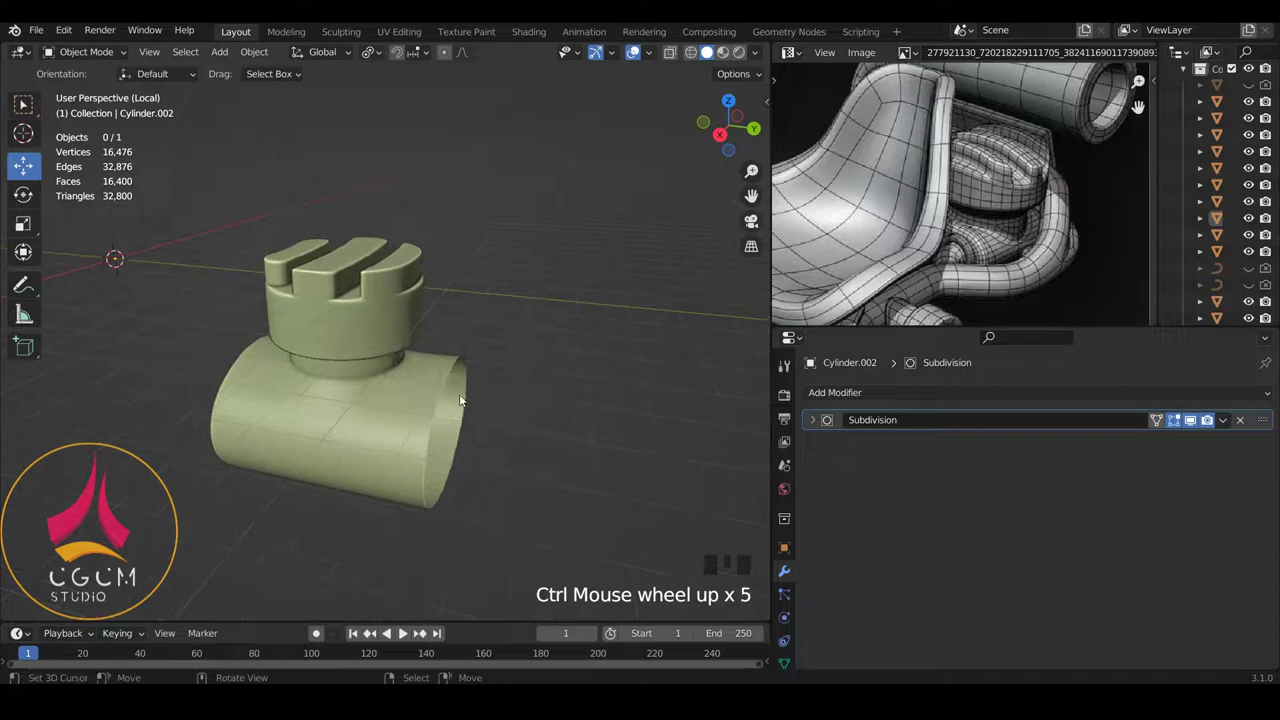 File Edit Render Window Help Layout Modeling Sculpting UV Editing Texture Paint Shading Animation Rendering Compositing Geometry Nodes Scripting Scene ViewLayer
Object Mode View Select Add Object Global View Image 277921130_720218229111705_3824116901173908 9
Orientation: Default Drag: Select Box Options
User Perspective (Local)
(1) Collection | Cylinder.002
Objects 0 / 1
Vertices 16,476
Edges 32,876
Faces 16,400
Triangles 32,800
Z
Y
X
Co
Cylinder.002 Subdivision
Add Modifier
Subdivision
CGCM
STUDIO
Ctrl Mouse wheel up x 5
Playback Keying View Marker 1 Start 1 End 250
1 20 40 60 80 100 120 140 160 180 200 220 240
Set 3D Cursor Move Rotate View Select Move 3.1.0